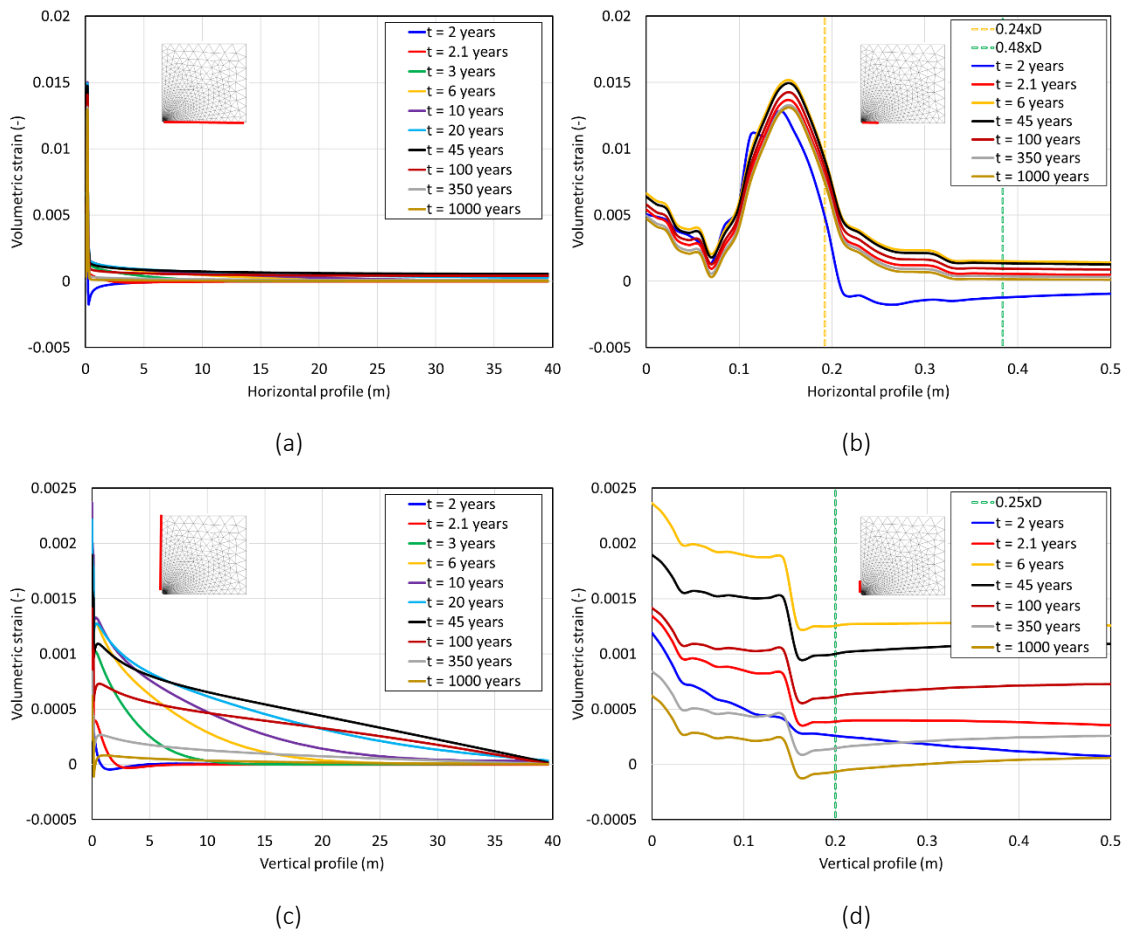 0.02
0.015
0.01
0.005
0
-0.005
Volumetric strain (-)
0 5 10 15 20 25 30 35 40
Horizontal profile (m)
t = 2 years
t = 2.1 years
t = 3 years
t = 6 years
t = 10 years
t = 20 years
t = 45 years
t = 100 years
t = 350 years
t = 1000 years
(a)
0.02
0.015
0.01
0.005
0
-0.005
Volumetric strain (-)
0 0.1 0.2 0.3 0.4 0.5
Horizontal profile (m)
0.24xD
0.48xD
t = 2 years
t = 2.1 years
t = 6 years
t = 45 years
t = 100 years
t = 350 years
t = 1000 years
(b)
0.0025
0.002
0.0015
0.001
0.0005
0
-0.0005
Volumetric strain (-)
0 5 10 15 20 25 30 35 40
Vertical profile (m)
t = 2 years
t = 2.1 years
t = 3 years
t = 6 years
t = 10 years
t = 20 years
t = 45 years
t = 100 years
t = 350 years
t = 1000 years
(c)
0.0025
0.002
0.0015
0.001
0.0005
0
-0.0005
Volumetric strain (-)
0 0.1 0.2 0.3 0.4 0.5
Vertical profile (m)
0.25xD
t = 2 years
t = 2.1 years
t = 6 years
t = 45 years
t = 100 years
t = 350 years
t = 1000 years
(d)